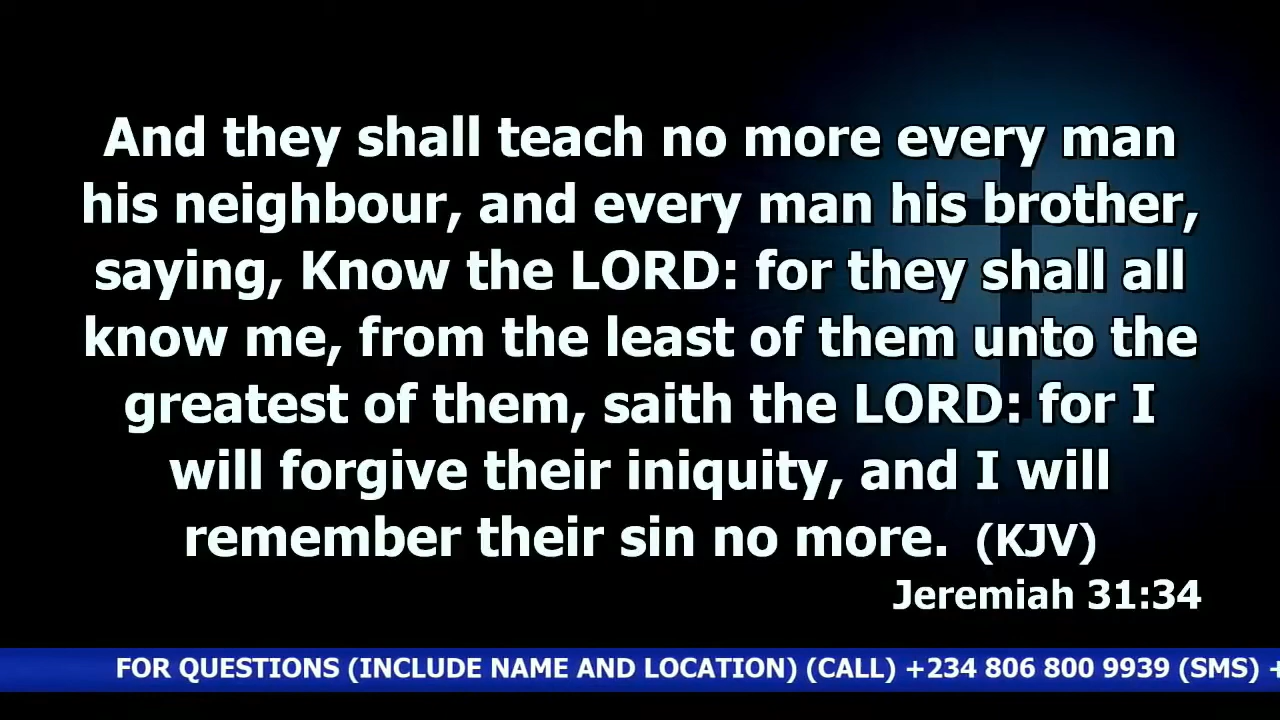 And they shall teach no more every man
his neighbour, and every man his brother,
saying, Know the LORD: for they shall all
know me, from the least of them unto the
greatest of them, saith the LORD: for I
will forgive their iniquity, and I will
remember their sin no more. (KJV)
Jeremiah 31:34
FOR QUESTIONS (INCLUDE NAME AND LOCATION) (CALL) +234 806 800 9939 (SMS) +